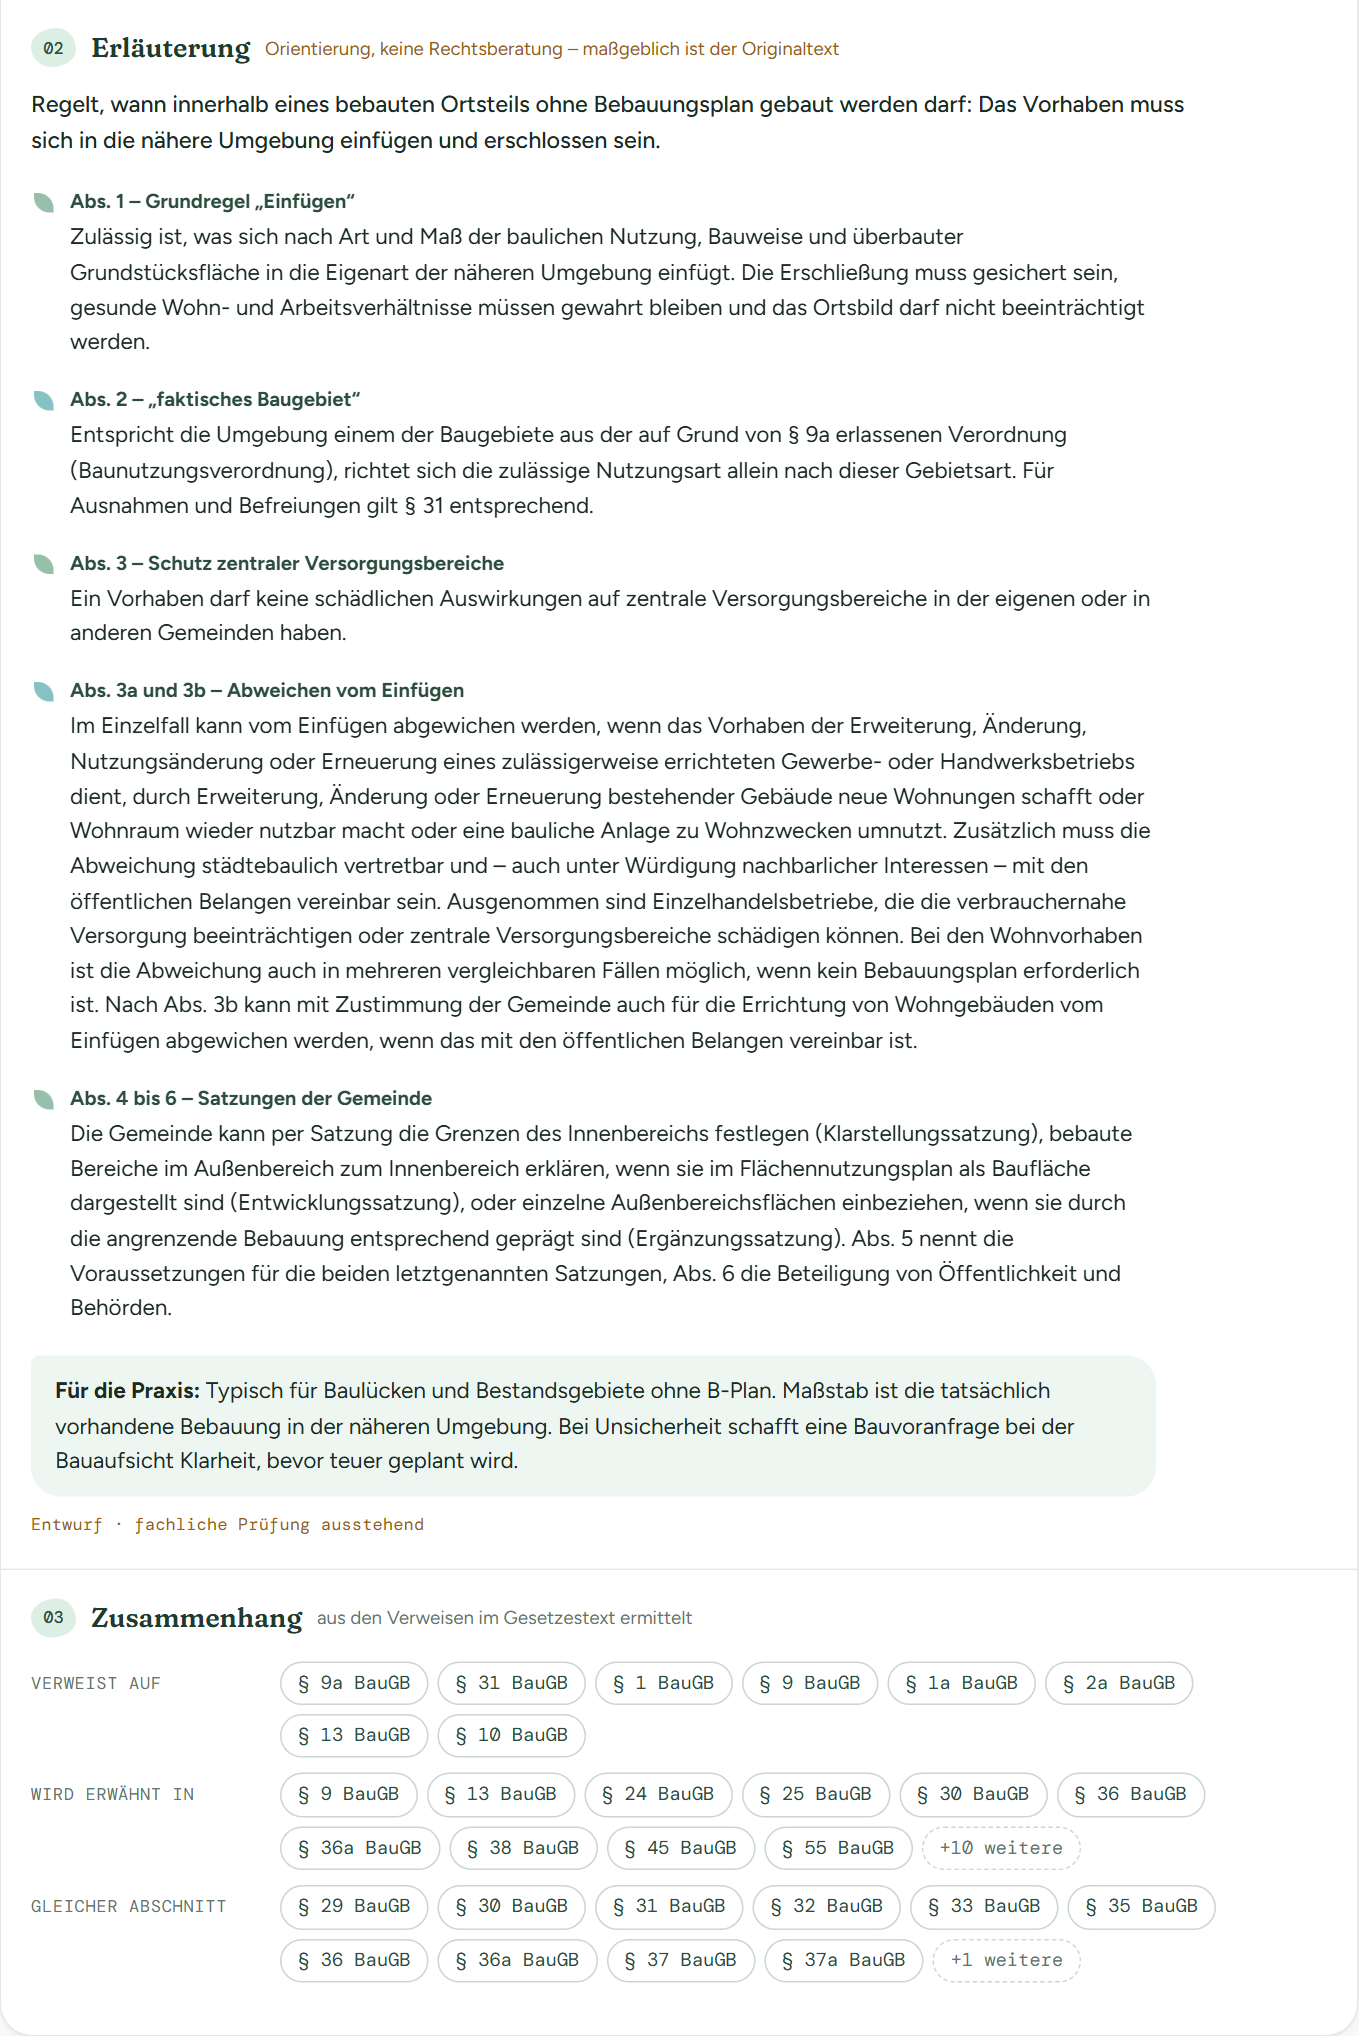 02 Erläuterung Orientierung, keine Rechtsberatung – maßgeblich ist der Originaltext
Regelt, wann innerhalb eines bebauten Ortsteils ohne Bebauungsplan gebaut werden darf: Das Vorhaben muss
sich in die nähere Umgebung einfügen und erschlossen sein.
Abs. 1 – Grundregel „Einfügen“
Zulässig ist, was sich nach Art und Maß der baulichen Nutzung, Bauweise und überbauter
Grundstücksfläche in die Eigenart der näheren Umgebung einfügt. Die Erschließung muss gesichert sein,
gesunde Wohn- und Arbeitsverhältnisse müssen gewahrt bleiben und das Ortsbild darf nicht beeinträchtigt
werden.
Abs. 2 – „faktisches Baugebiet“
Entspricht die Umgebung einem der Baugebiete aus der auf Grund von § 9a erlassenen Verordnung
(Baunutzungsverordnung), richtet sich die zulässige Nutzungsart allein nach dieser Gebietsart. Für
Ausnahmen und Befreiungen gilt § 31 entsprechend.
Abs. 3 – Schutz zentraler Versorgungsbereiche
Ein Vorhaben darf keine schädlichen Auswirkungen auf zentrale Versorgungsbereiche in der eigenen oder in
anderen Gemeinden haben.
Abs. 3a und 3b – Abweichen vom Einfügen
Im Einzelfall kann vom Einfügen abgewichen werden, wenn das Vorhaben der Erweiterung, Änderung,
Nutzungsänderung oder Erneuerung eines zulässigerweise errichteten Gewerbe- oder Handwerksbetriebs
dient, durch Erweiterung, Änderung oder Erneuerung bestehender Gebäude neue Wohnungen schafft oder
Wohnraum wieder nutzbar macht oder eine bauliche Anlage zu Wohnzwecken umnutzt. Zusätzlich muss die
Abweichung städtebaulich vertretbar und – auch unter Würdigung nachbarlicher Interessen – mit den
öffentlichen Belangen vereinbar sein. Ausgenommen sind Einzelhandelsbetriebe, die die verbrauchernahe
Versorgung beeinträchtigen oder zentrale Versorgungsbereiche schädigen können. Bei den Wohnvorhaben
ist die Abweichung auch in mehreren vergleichbaren Fällen möglich, wenn kein Bebauungsplan erforderlich
ist. Nach Abs. 3b kann mit Zustimmung der Gemeinde auch für die Errichtung von Wohngebäuden vom
Einfügen abgewichen werden, wenn das mit den öffentlichen Belangen vereinbar ist.
Abs. 4 bis 6 – Satzungen der Gemeinde
Die Gemeinde kann per Satzung die Grenzen des Innenbereichs festlegen (Klarstellungssatzung), bebaute
Bereiche im Außenbereich zum Innenbereich erklären, wenn sie im Flächennutzungsplan als Baufläche
dargestellt sind (Entwicklungssatzung), oder einzelne Außenbereichsflächen einbeziehen, wenn sie durch
die angrenzende Bebauung entsprechend geprägt sind (Ergänzungssatzung). Abs. 5 nennt die
Voraussetzungen für die beiden letztgenannten Satzungen, Abs. 6 die Beteiligung von Öffentlichkeit und
Behörden.
Für die Praxis: Typisch für Baulücken und Bestandsgebiete ohne B-Plan. Maßstab ist die tatsächlich
vorhandene Bebauung in der näheren Umgebung. Bei Unsicherheit schafft eine Bauvoranfrage bei der
Bauaufsicht Klarheit, bevor teuer geplant wird.
Entwurf · fachliche Prüfung ausstehend
03 Zusammenhang aus den Verweisen im Gesetzestext ermittelt
VERWEIST AUF § 9a BauGB § 31 BauGB § 1 BauGB § 9 BauGB § 1a BauGB § 2a BauGB
§ 13 BauGB § 10 BauGB
WIRD ERWÄHNT IN § 9 BauGB § 13 BauGB § 24 BauGB § 25 BauGB § 30 BauGB § 36 BauGB
§ 36a BauGB § 38 BauGB § 45 BauGB § 55 BauGB +10 weitere
GLEICHER ABSCHNITT § 29 BauGB § 30 BauGB § 31 BauGB § 32 BauGB § 33 BauGB § 35 BauGB
§ 36 BauGB § 36a BauGB § 37 BauGB § 37a BauGB +1 weitere